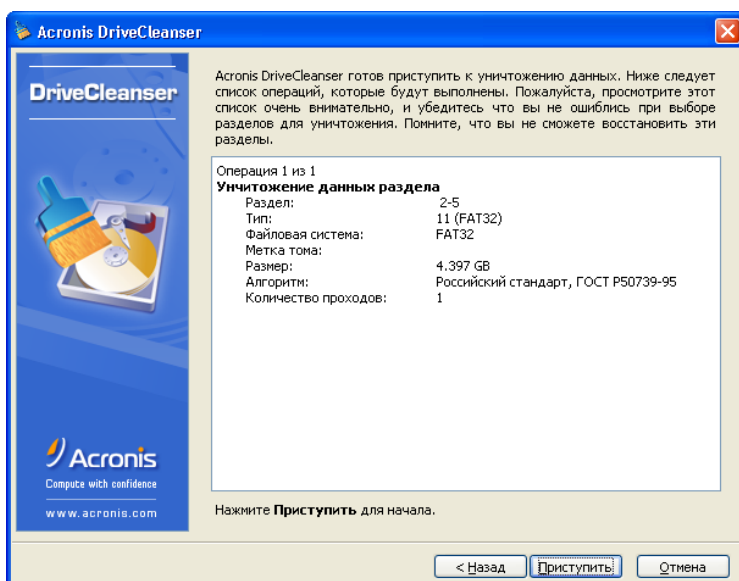 Acronis DriveCleanser
DriveCleanser
Acronis DriveCleanser готов приступить к уничтожению данных. Ниже следует
список операций, которые будут выполнены. Пожалуйста, просмотрите этот
список очень внимательно, и убедитесь что вы не ошиблись при выборе
разделов для уничтожения. Помните, что вы не сможете восстановить эти
разделы.
Операция 1 из 1
Унчитожение данных раздела
Раздел: 2-5
Тип: 11 (FAT32)
Файловая система: FAT32
Метка тома:
Размер: 4.397 GB
Алгоритм: Российский стандарт, ГОСТ Р50739-95
Количество проходов: 1
Acronis
Compute with confidence
www.acronis.com
Нажмите Приступить для начала.
< Назад
Приступить
Отмена